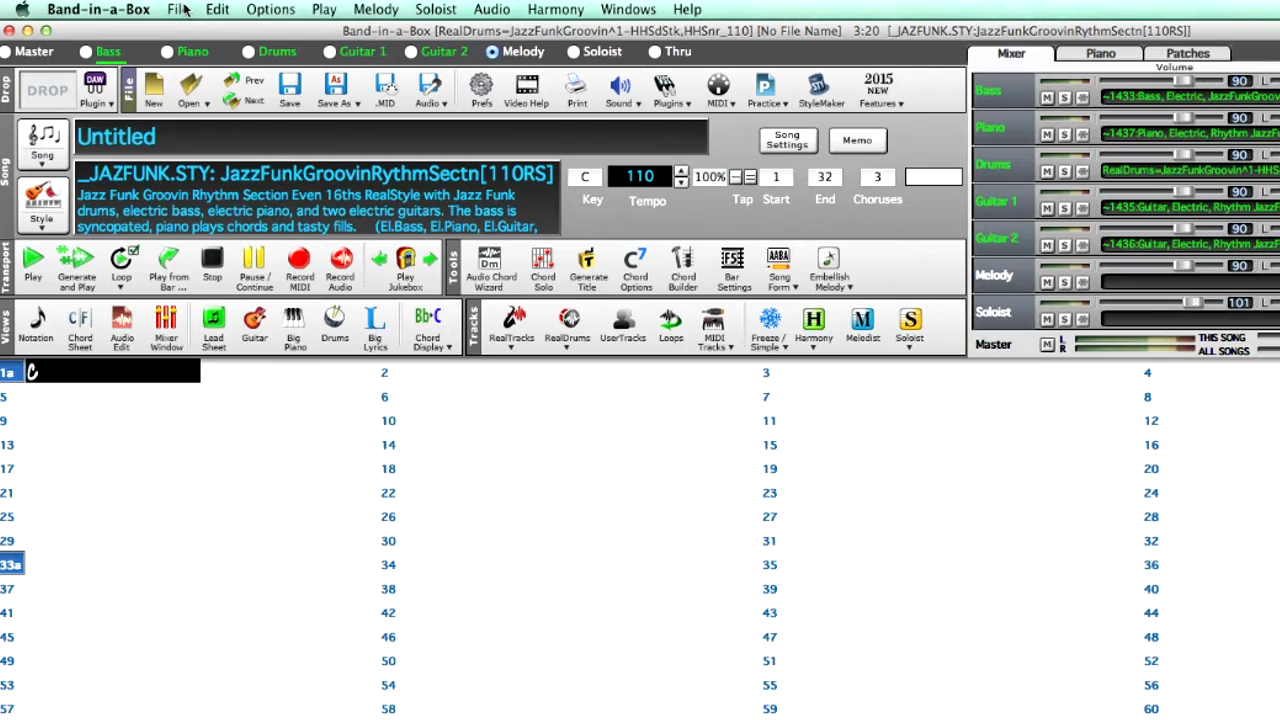 Band-in-a-Box File Edit Options Play Melody Soloist Audio Harmony Windows Help
Band-in-a-Box [RealDrums=JazzFunkGroovin^1-HHSdStk,HHSnr_110] [No File Name] 3:20 [_JAZFUNK.STY:JazzFunkGroovinRythmSectn[110RS]]
Master Bass Piano Drums Guitar 1 Guitar 2 Melody Soloist Thru
Mixer Piano Patches
Volume
Drop
DROP
DAW
Plugin
File
New
Open
Prev
Next
Save
As
Save As
.MID
Audio
Prefs
Video Help
Print
Sound
Plugins
MIDI
Practice
StyleMaker
2015
NEW
Features
Song
Song
Untitled
Song
Settings
Memo
Style
_JAZFUNK.STY: JazzFunkGroovinRythmSectn[110RS]
Jazz Funk Groovin Rhythm Section Even 16ths RealStyle with Jazz Funk
drums, electric bass, electric piano, and two electric guitars. The bass is
syncopated, piano plays chords and tasty fills. (El.Bass, El.Piano, El.Guitar,
C 110 100% 1 32 3
Key Tempo Tap Start End Choruses
Transport
Play
Generate
and Play
Loop
Play from
Bar ...
Stop
Pause /
Continue
Record
MIDI
Record
Audio
Play
Jukebox
Tools
Dm
Audio Chord
Wizard
Chord
Solo
Generate
Title
C7
Chord
Options
Chord
Builder
Bar
Settings
AABA
Song
Form
Embellish
Melody
Views
Notation
Chord
Sheet
Audio
Edit
Mixer
Window
Lead
Sheet
Guitar
Big
Piano
Drums
Big
Lyrics
Bb>C
Chord
Display
Tracks
RealTracks
RealDrums
UserTracks
Loops
MIDI
Tracks
Freeze /
Simple
H
Harmony
M
Melodist
S
Soloist
Bass 90 L
M S ~1433:Bass, Electric, JazzFunkGroov
Piano 90 L
M S ~1437:Piano, Electric, Rhythm JazzF
Drums 90 L
M S RealDrums=JazzFunkGroovin^1-H
Guitar 1 90 L
M S ~1435:Guitar, Electric, Rhythm JazzF
Guitar 2 90 L
M S ~1436:Guitar, Electric, Rhythm JazzF
Melody 90 L
M S
Soloist 101 L
M S
Master M L R THIS SONG
ALL SONGS
1a C 2 3 4
5 6 7 8
9 10 11 12
13 14 15 16
17 18 19 20
21 22 23 24
25 26 27 28
29 30 31 32
33a 34 35 36
37 38 39 40
41 42 43 44
45 46 47 48
49 50 51 52
53 54 55 56
57 58 59 60